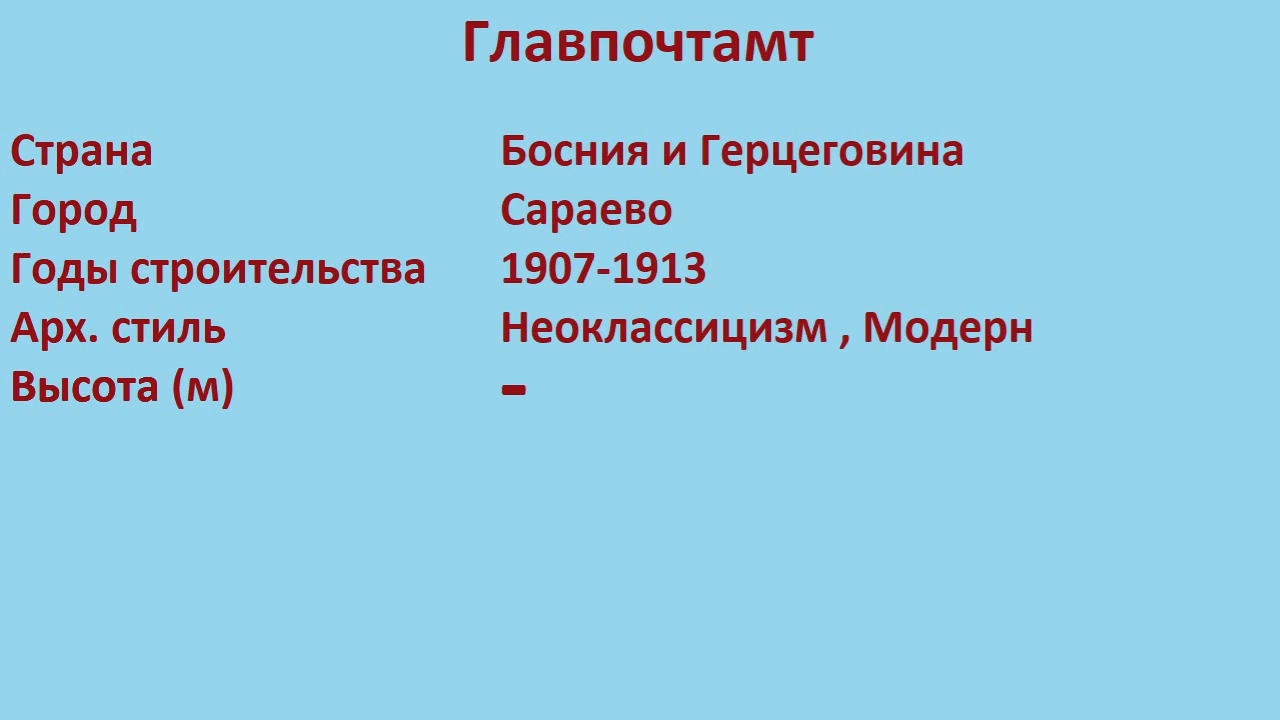 Главпочтамт
Страна Босния и Герцеговина
Город Сараево
Годы строительства 1907-1913
Арх. стиль Неоклассицизм , Модерн
Высота (м) -